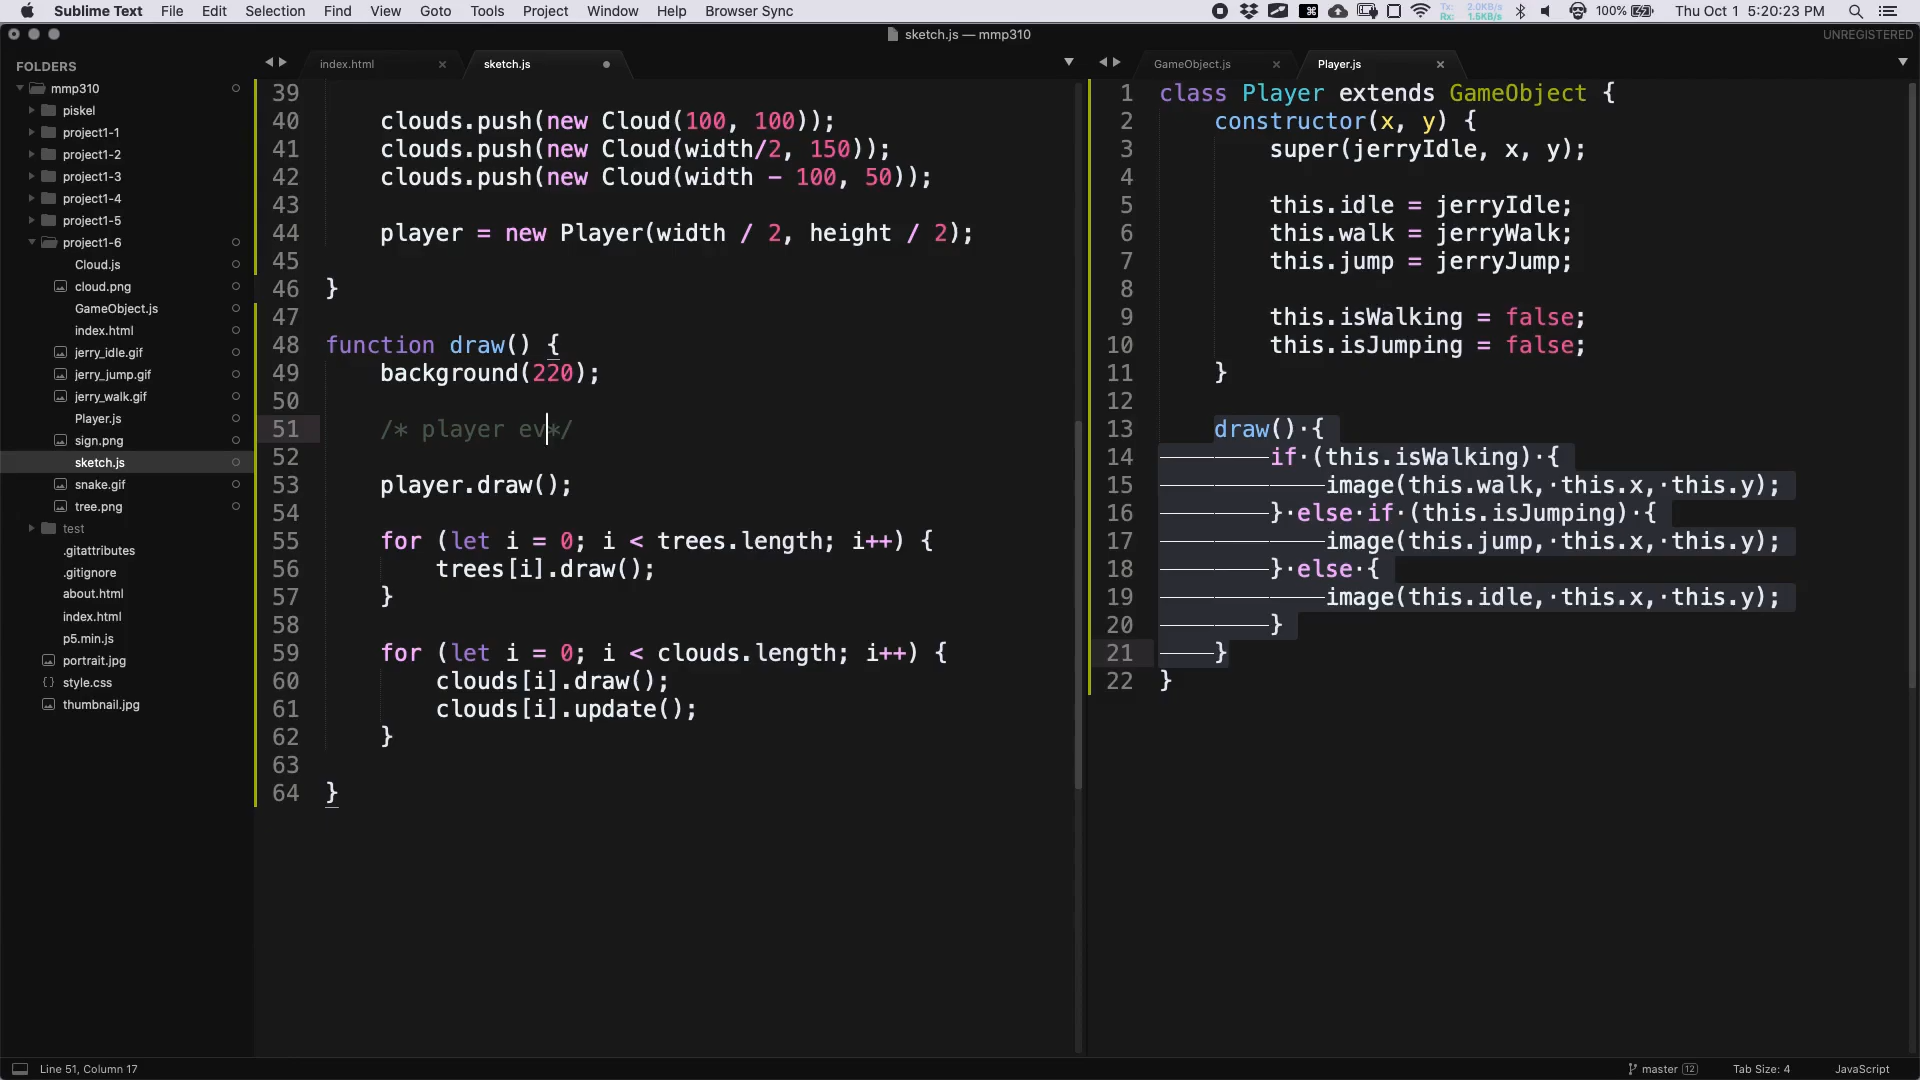 Sublime Text File Edit Selection Find View Goto Tools Project Window Help Browser Sync
Tx: 2.0KB/s
Rx: 1.5KB/s
100%
Thu Oct 1 5:20:23 PM
sketch.js — mmp310
UNREGISTERED
FOLDERS
mmp310
piskel
project1-1
project1-2
project1-3
project1-4
project1-5
project1-6
Cloud.js
cloud.png
GameObject.js
index.html
jerry_idle.gif
jerry_jump.gif
jerry_walk.gif
Player.js
sign.png
sketch.js
snake.gif
tree.png
test
.gitattributes
.gitignore
about.html
index.html
p5.min.js
portrait.jpg
style.css
thumbnail.jpg
index.html
sketch.js
39
40 clouds.push(new Cloud(100, 100));
41 clouds.push(new Cloud(width/2, 150));
42 clouds.push(new Cloud(width - 100, 50));
43
44 player = new Player(width / 2, height / 2);
45
46 }
47
48 function draw() {
49 background(220);
50
51 /* player ev*/
52
53 player.draw();
54
55 for (let i = 0; i < trees.length; i++) {
56 trees[i].draw();
57 }
58
59 for (let i = 0; i < clouds.length; i++) {
60 clouds[i].draw();
61 clouds[i].update();
62 }
63
64 }
GameObject.js
Player.js
1 class Player extends GameObject {
2 constructor(x, y) {
3 super(jerryIdle, x, y);
4
5 this.idle = jerryIdle;
6 this.walk = jerryWalk;
7 this.jump = jerryJump;
8
9 this.isWalking = false;
10 this.isJumping = false;
11 }
12
13 draw() {
14 if (this.isWalking) {
15 image(this.walk, this.x, this.y);
16 } else if (this.isJumping) {
17 image(this.jump, this.x, this.y);
18 } else {
19 image(this.idle, this.x, this.y);
20 }
21 }
22 }
Line 51, Column 17
master 12
Tab Size: 4
JavaScript